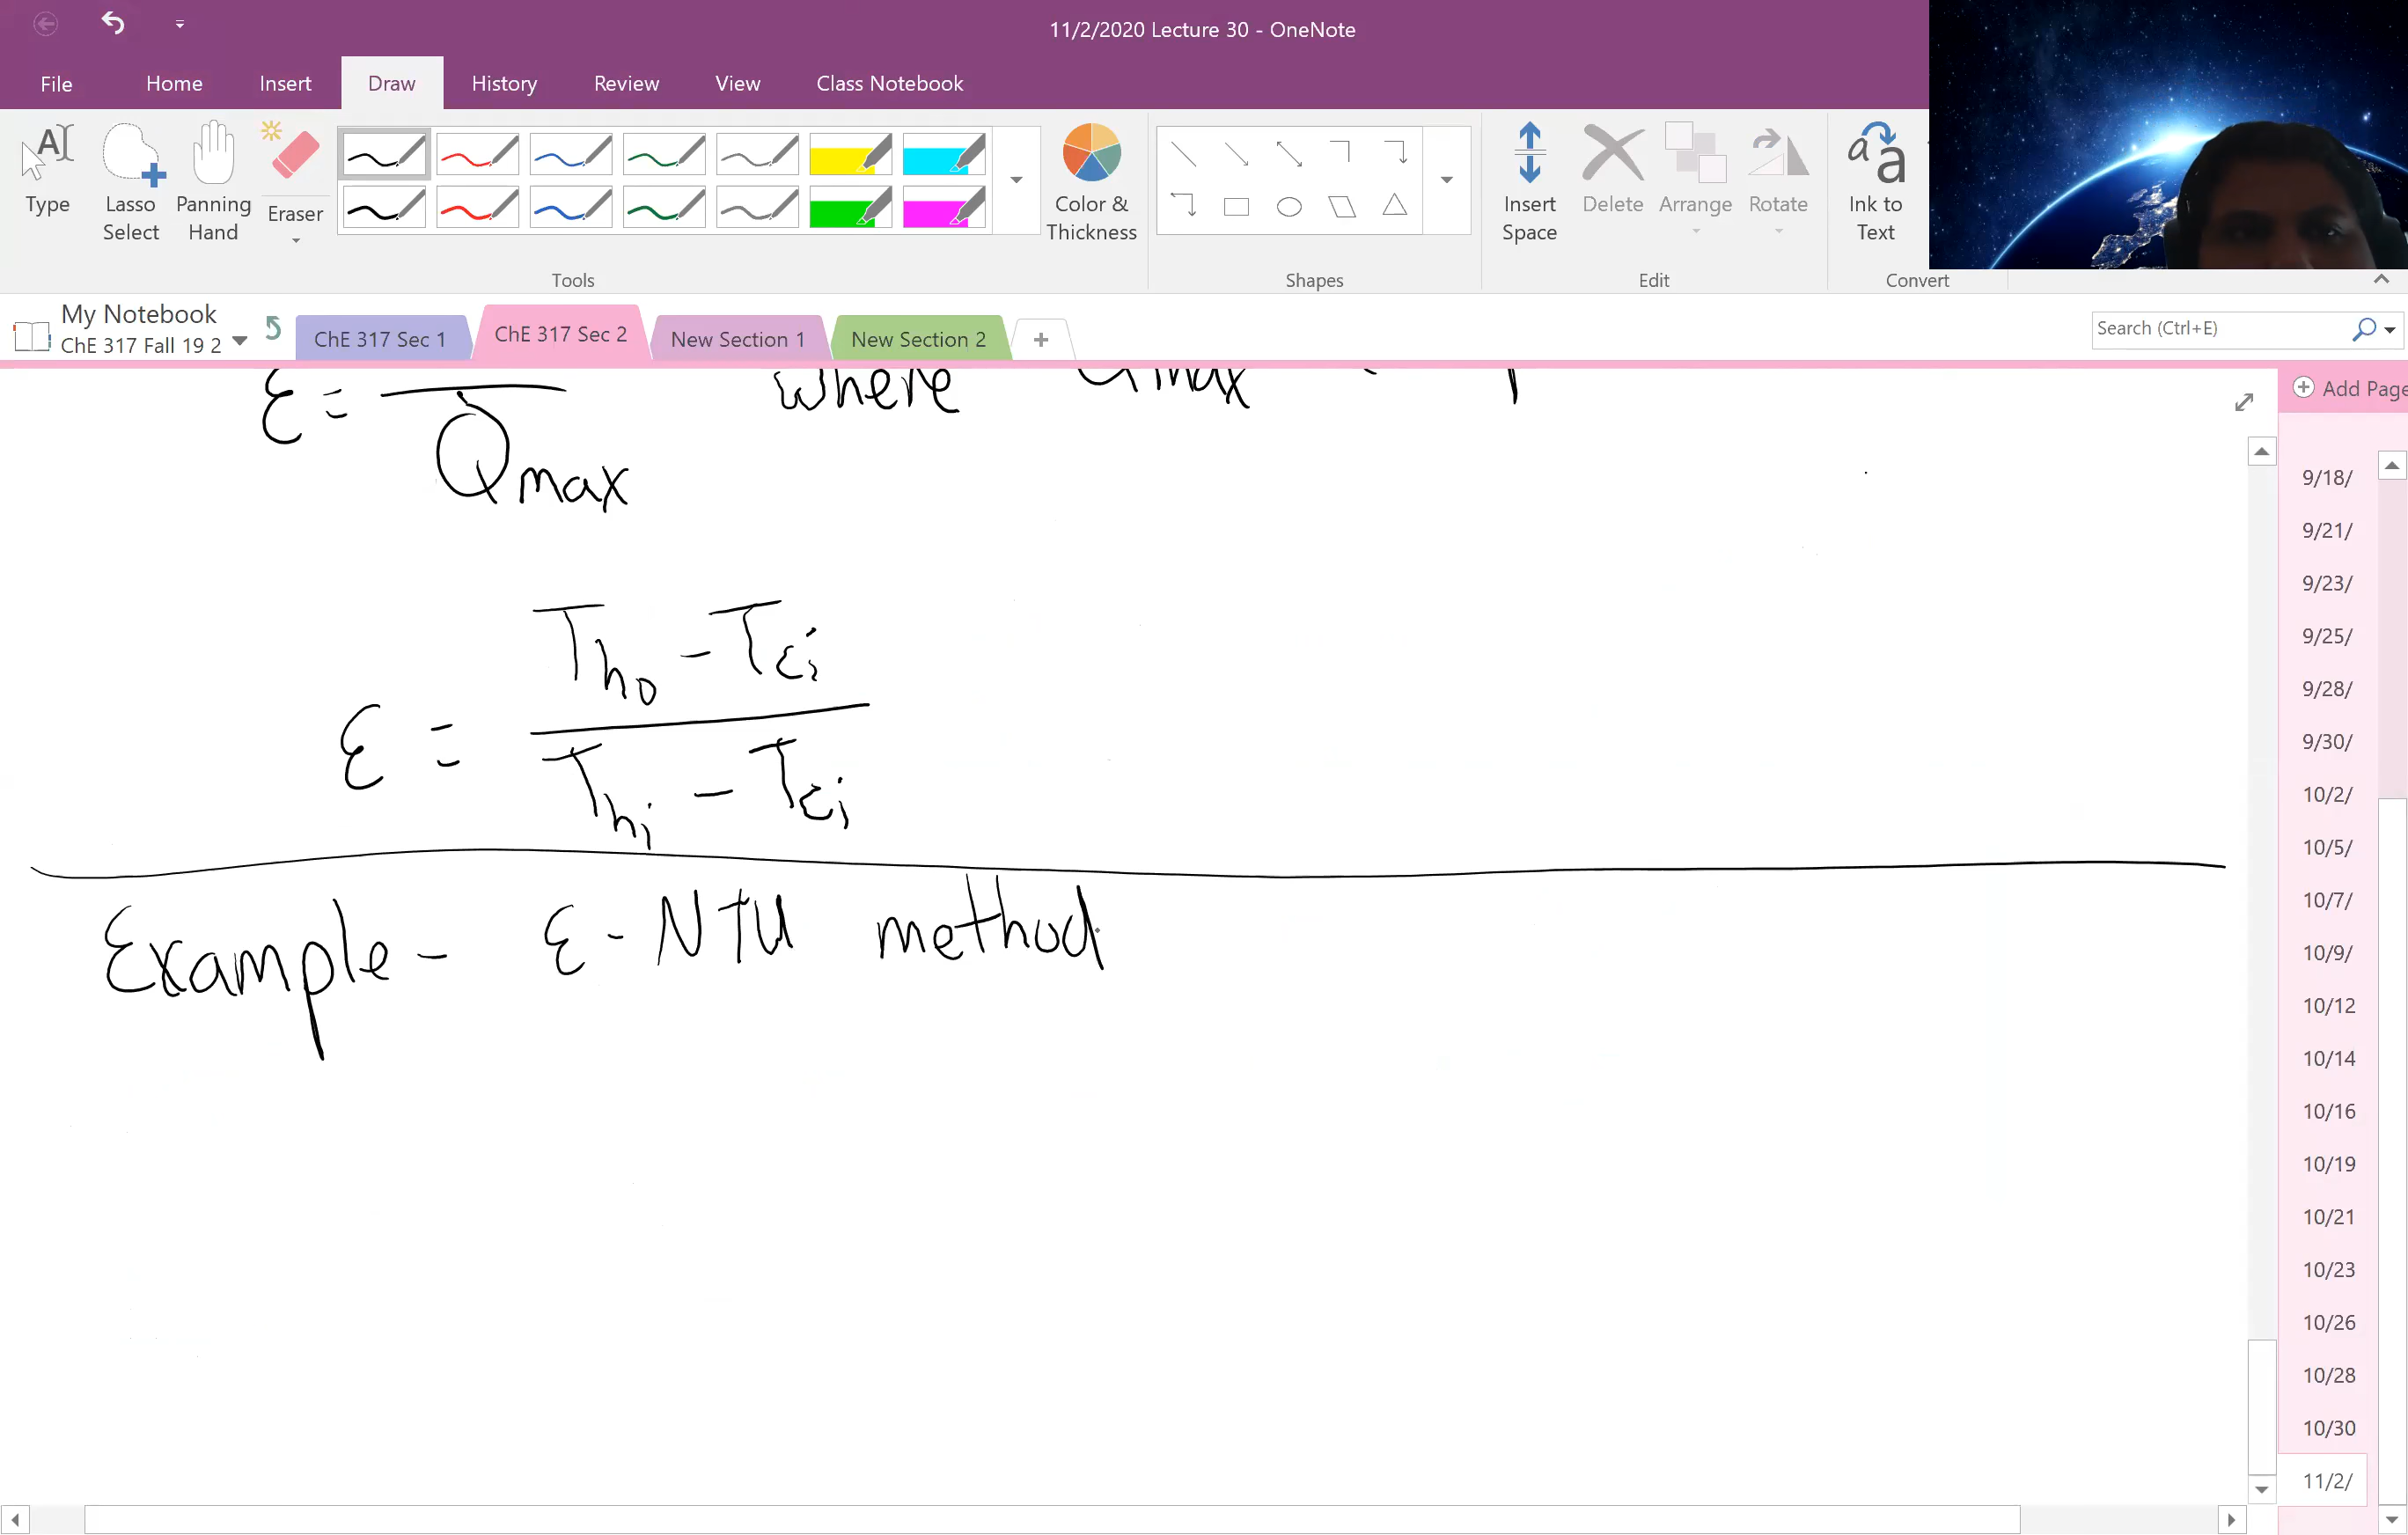 11/2/2020 Lecture 30 - OneNote
File Home Insert Draw History Review View Class Notebook
Type Lasso Select Panning Hand Eraser Color & Thickness Insert Space Delete Arrange Rotate Ink to Text
Tools Shapes Edit Convert
My Notebook
ChE 317 Fall 19 2
ChE 317 Sec 1 ChE 317 Sec 2 New Section 1 New Section 2 +
Search (Ctrl+E)
Add Page
ε = where max
Q̇max
Tho - Tci
ε =
Thi - Tci
Example - ε - NTU method
9/18/
9/21/
9/23/
9/25/
9/28/
9/30/
10/2/
10/5/
10/7/
10/9/
10/12
10/14
10/16
10/19
10/21
10/23
10/26
10/28
10/30
11/2/